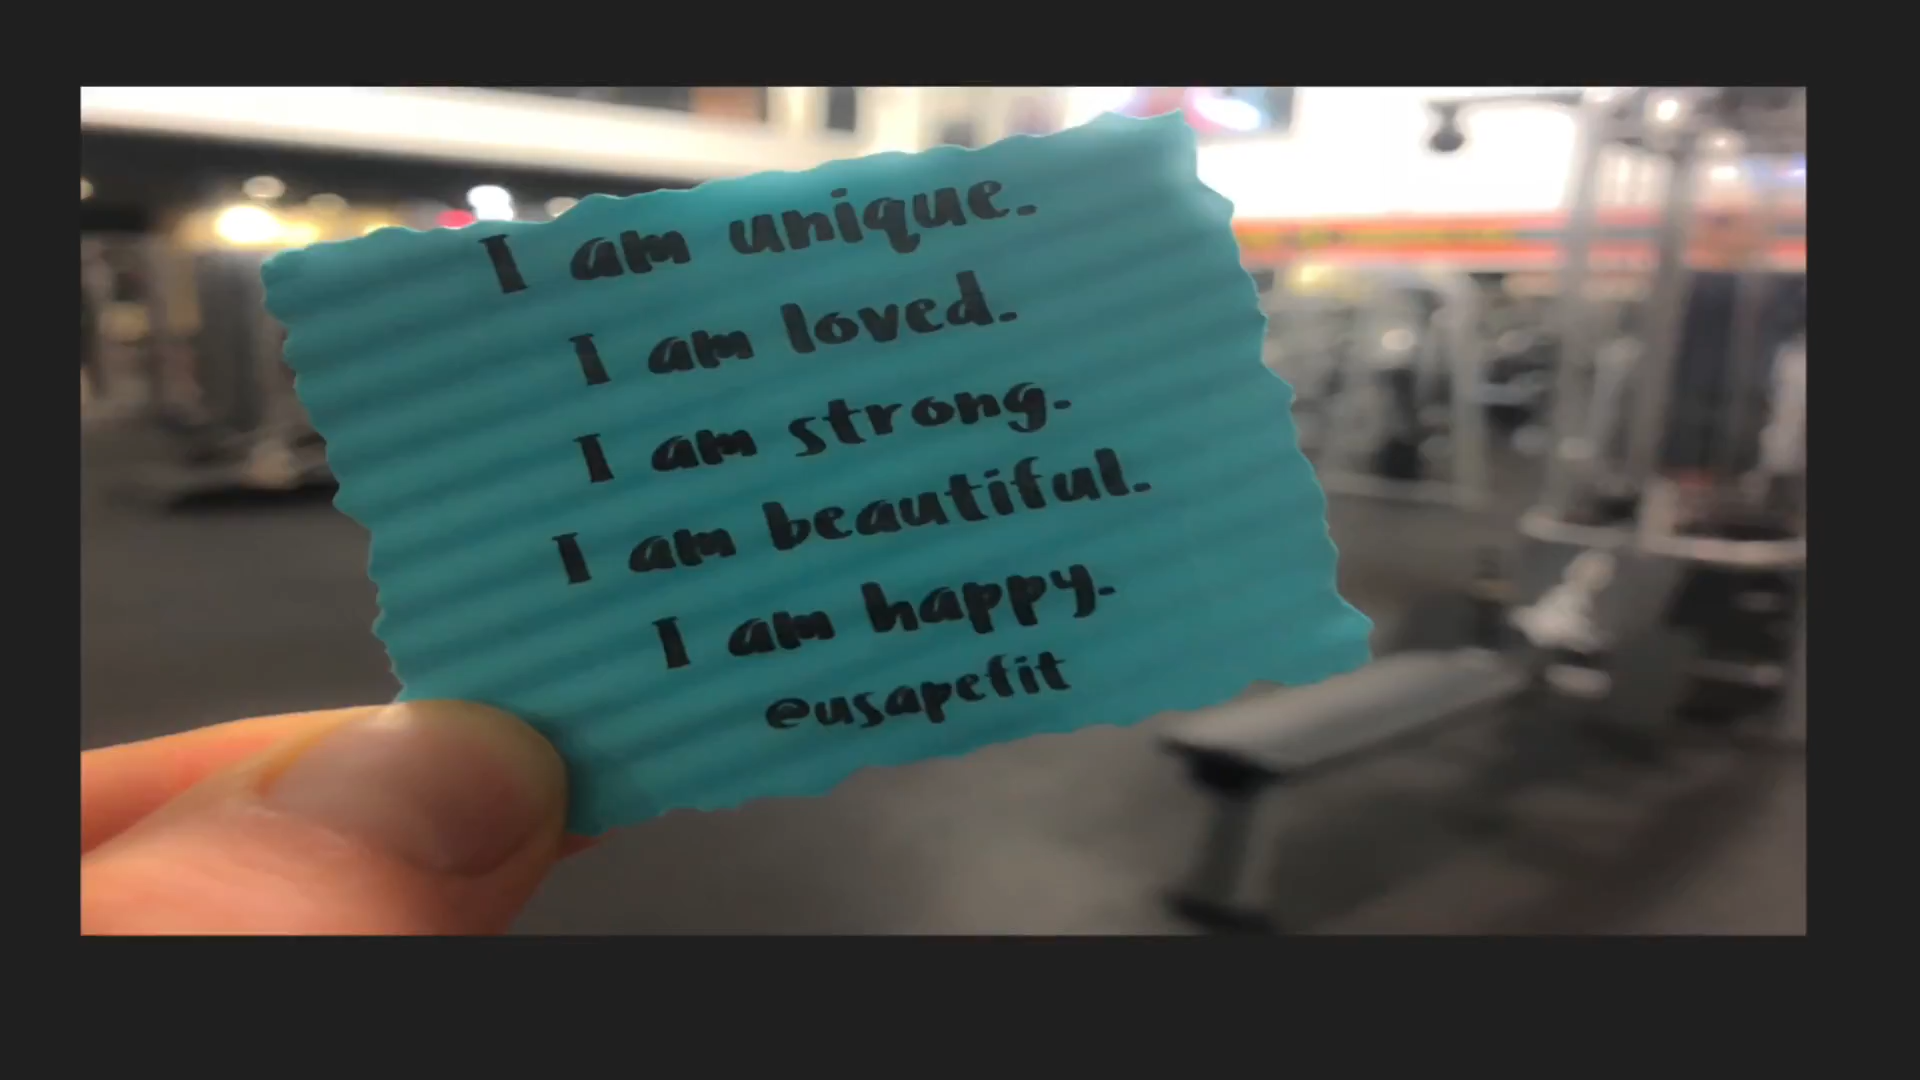 I am unique.
I am loved.
I am strong.
I am beautiful.
I am happy.
@usapefit